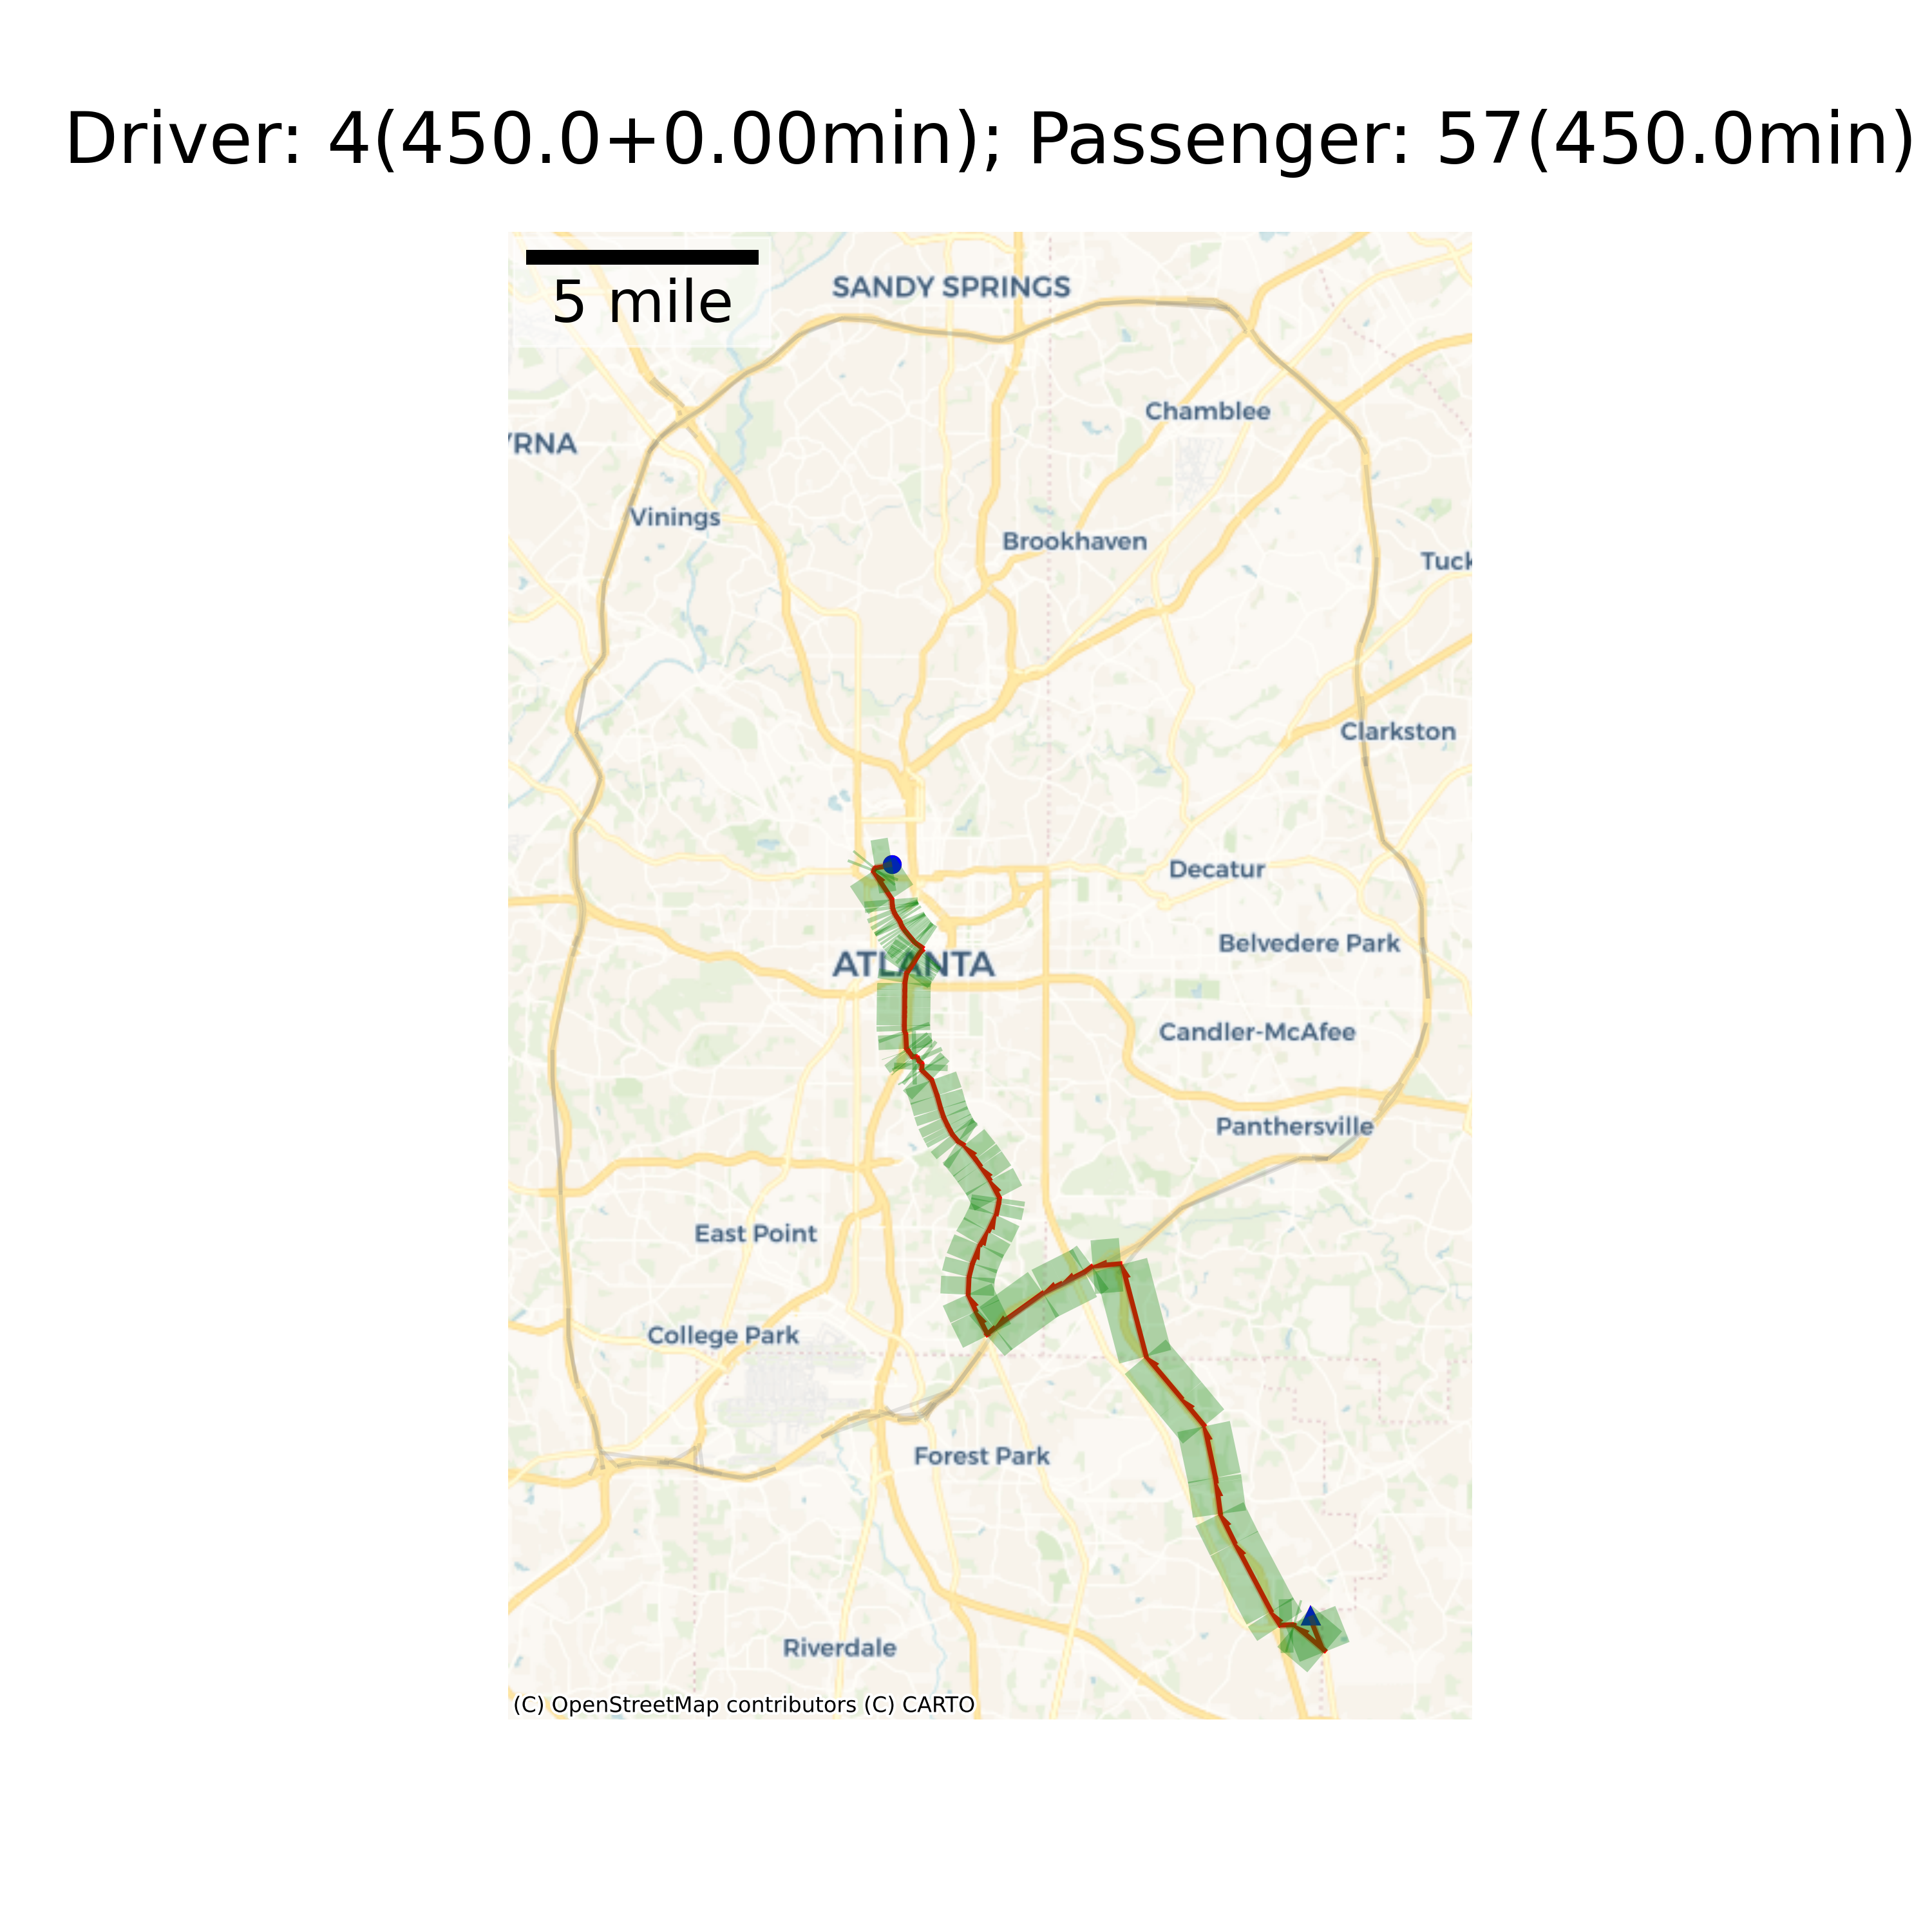 Driver: 4(450.0+0.00min); Passenger: 57(450.0min)
5 mile
SANDY SPRINGS
Chamblee
YRNA
Vinings
Brookhaven
Tuck
Clarkston
Decatur
Belvedere Park
ATLANTA
Candler-McAfee
Panthersville
East Point
College Park
Forest Park
Riverdale
(C) OpenStreetMap contributors (C) CARTO